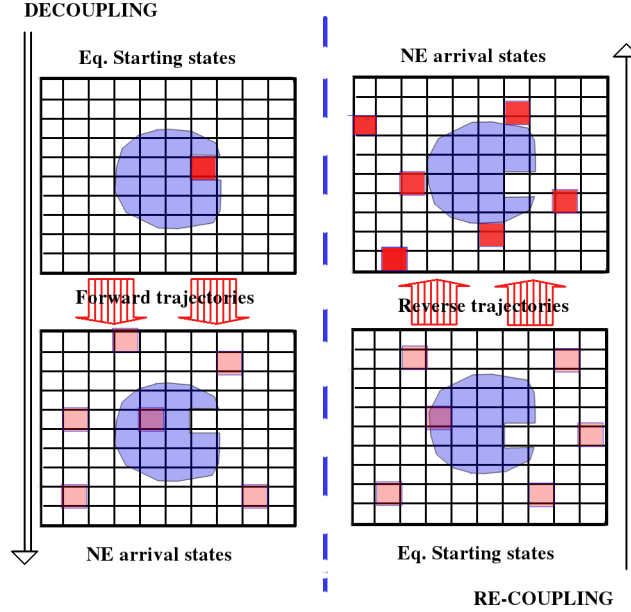 DECOUPLING
Eq. Starting states
NE arrival states
Forward trajectories
Reverse trajectories
NE arrival states
Eq. Starting states
RE-COUPLING